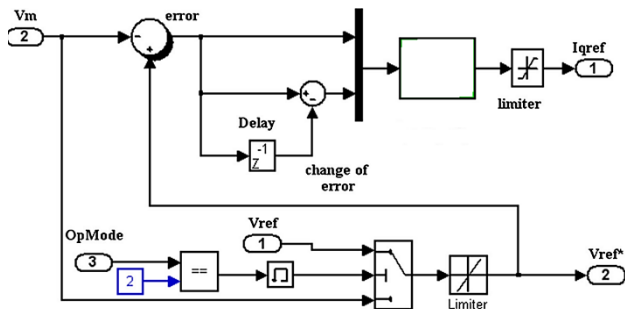 Vm
2
-
+
error
+
-
Delay
-1
Z
change of
error
limiter
Iqref
1
OpMode
3
2
==
Vref
1
Limiter
Vref*
2